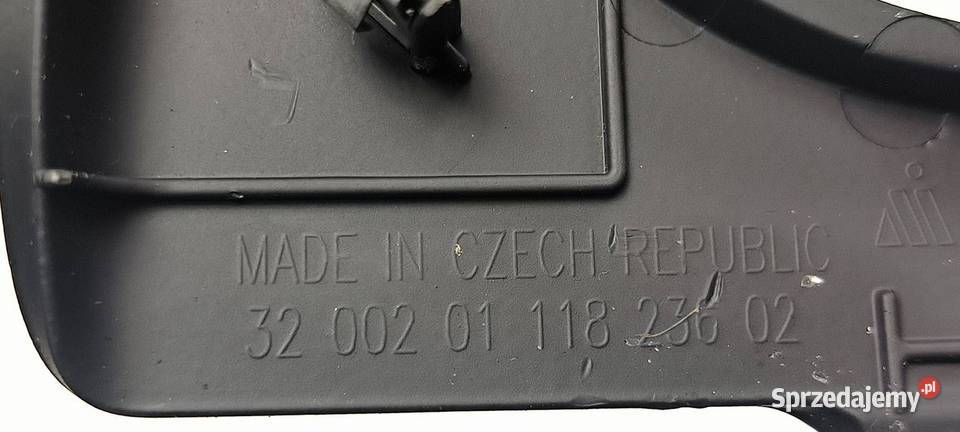 MADE IN CZECH REPUBLIC
32 002 01 118 236 02
Sprzedajemy.pl